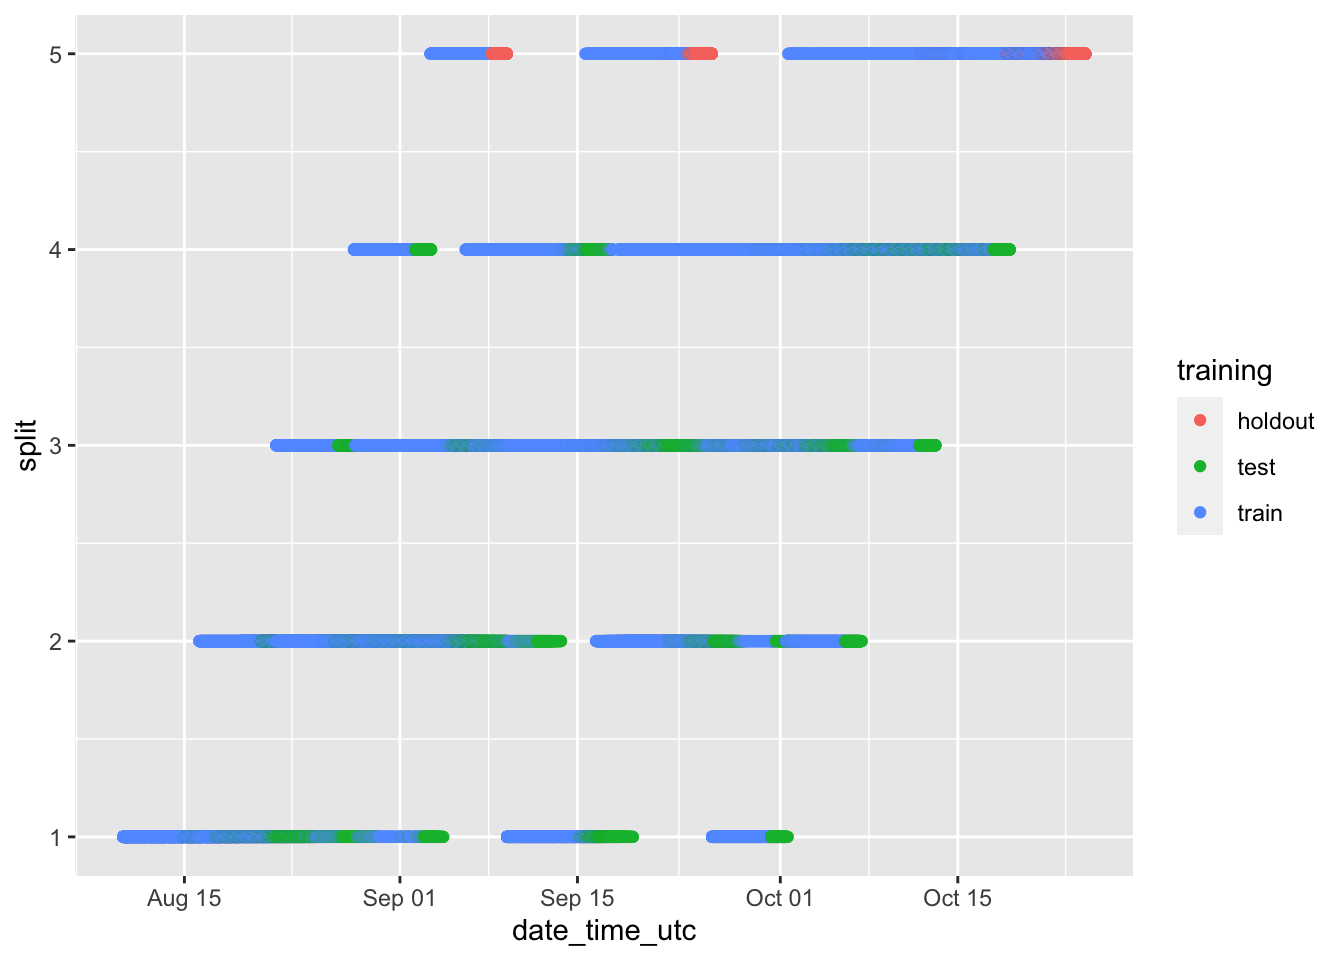 5
4
3
2
1
split
Aug 15
Sep 01
Sep 15
Oct 01
Oct 15
date_time_utc
training
holdout
test
train